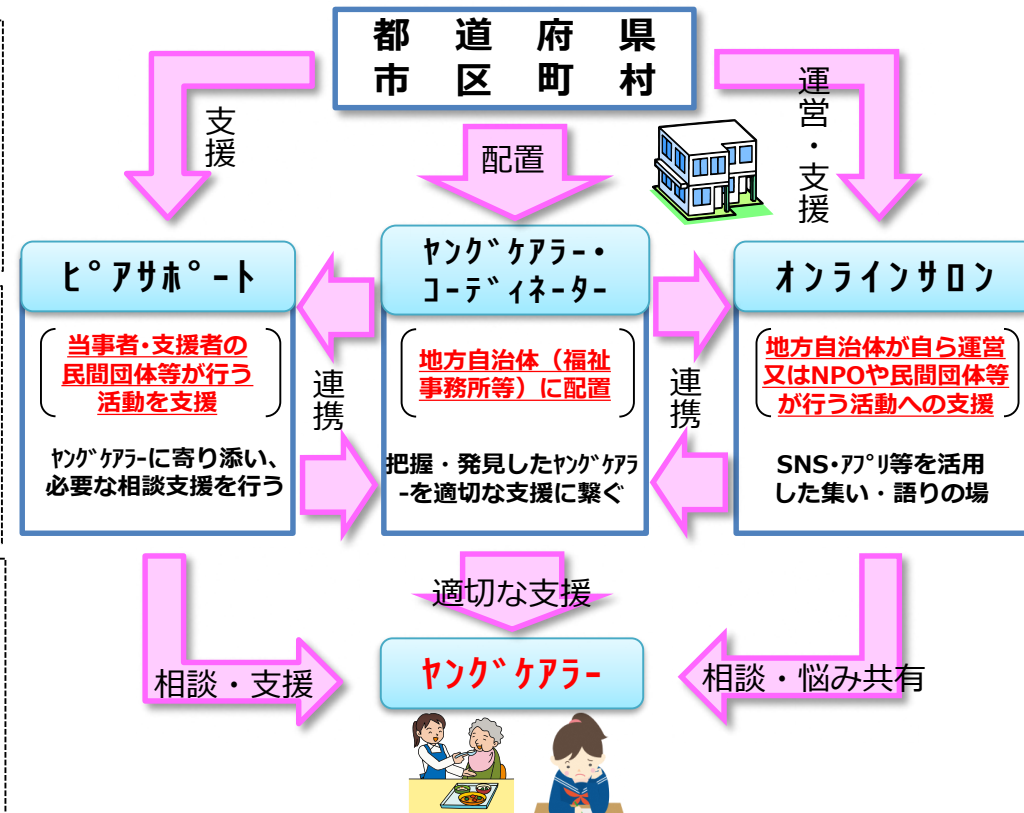 都道府県
市区町村
支援
配置
運営・支援
ﾋﾟｱｻﾎﾟｰﾄ
ﾔﾝｸﾞｹｱﾗｰ・
ｺｰﾃﾞｨﾈｰﾀｰ
オンラインサロン
当事者・支援者の
民間団体等が行う
活動を支援
ﾔﾝｸﾞｹｱﾗｰに寄り添い、
必要な相談支援を行う
連携
地方自治体（福祉
事務所等）に配置
把握・発見したﾔﾝｸﾞｹｱﾗ
ｰを適切な支援に繋ぐ
連携
地方自治体が自ら運営
又はNPOや民間団体等
が行う活動への支援
SNS・ｱﾌﾟﾘ等を活用
した集い・語りの場
適切な支援
相談・支援
ﾔﾝｸﾞｹｱﾗｰ
相談・悩み共有